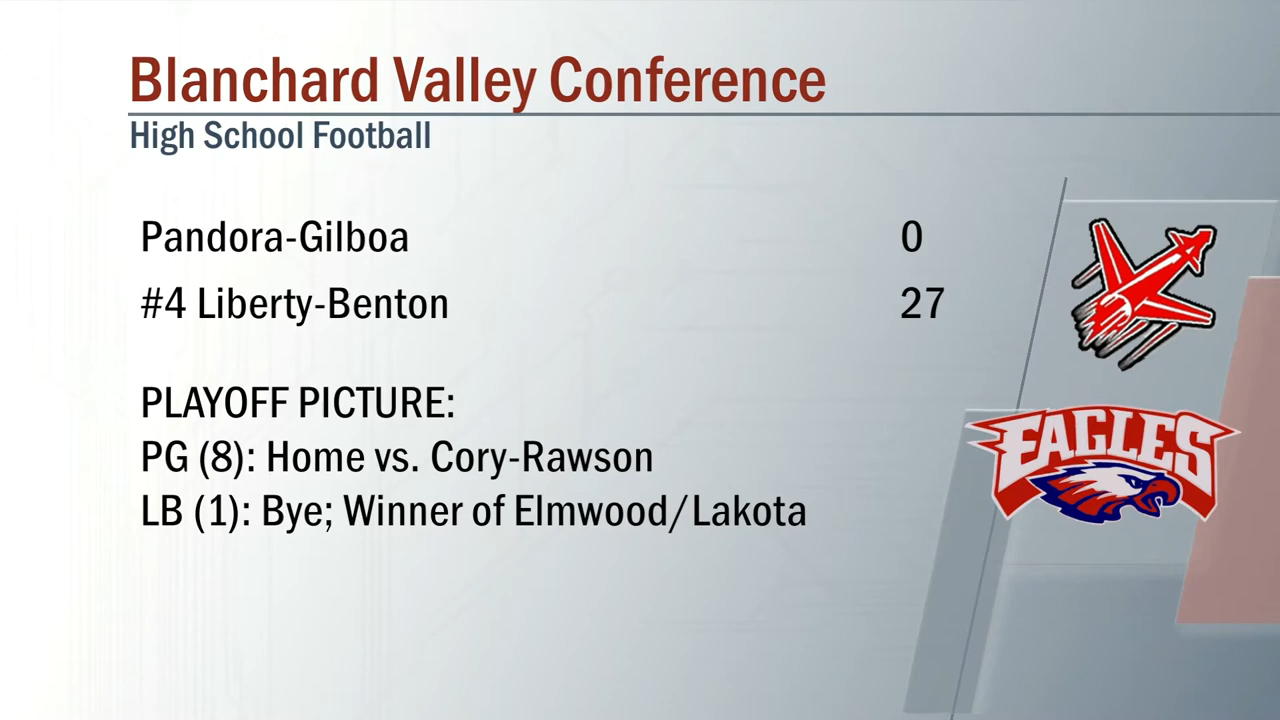 Blanchard Valley Conference
High School Football
Pandora-Gilboa 0
#4 Liberty-Benton 27
PLAYOFF PICTURE:
PG (8): Home vs. Cory-Rawson
LB (1): Bye; Winner of Elmwood/Lakota
EAGLES